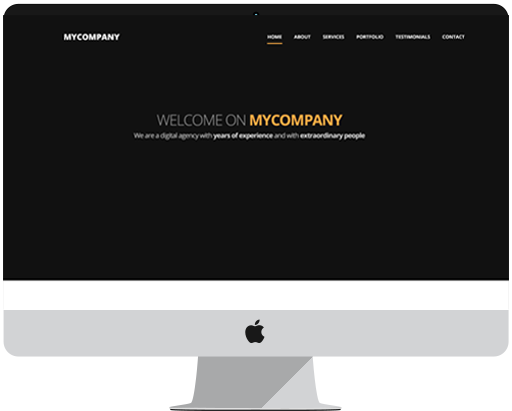 MYCOMPANY
HOME ABOUT SERVICES PORTFOLIO TESTIMONIALS CONTACT
WELCOME ON MYCOMPANY
We are a digital agency with years of experience and with extraordinary people